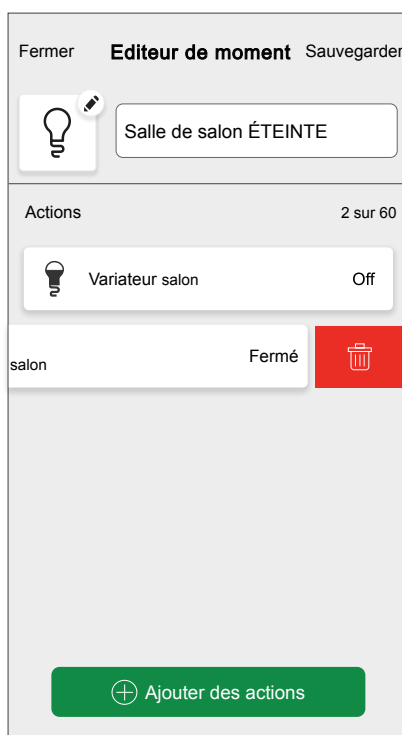 Fermer Editeur de moment Sauvegarder
Salle de salon ÉTEINTE
Actions 2 sur 60
Variateur salon Off
salon Fermé
Ajouter des actions